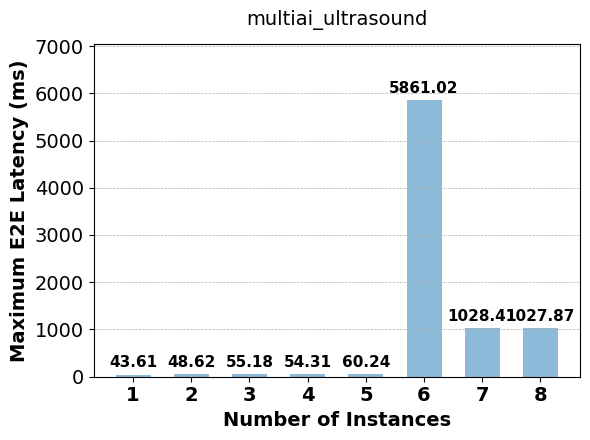 multiai_ultrasound
Maximum E2E Latency (ms)
7000
6000
5000
4000
3000
2000
1000
0
43.61 48.62 55.18 54.31 60.24 5861.02 1028.41 1027.87
1 2 3 4 5 6 7 8
Number of Instances